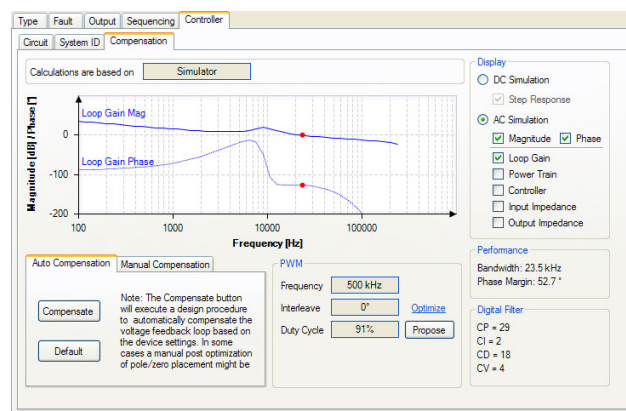 Type Fault Output Sequencing Controller
Circuit System ID Compensation
Calculations are based on Simulator
Magnitude [dB] / Phase [°]
Loop Gain Mag
Loop Gain Phase
0
-100
-200
100 1000 10000 100000
Frequency [Hz]
Display
DC Simulation
Step Response
AC Simulation
Magnitude Phase
Loop Gain
Power Train
Controller
Input Impedance
Output Impedance
Auto Compensation Manual Compensation
Compensate
Default
Note: The Compensate button
will execute a design procedure
to automatically compensate the
voltage feedback loop based on
the device settings. In some
cases a manual post optimization
of pole/zero placement might be
PWM
Frequency 500 kHz
Interleave 0° Optimize
Duty Cycle 91% Propose
Performance
Bandwidth: 23.5 kHz
Phase Margin: 52.7 °
Digital Filter
CP = 29
CI = 2
CD = 18
CV = 4